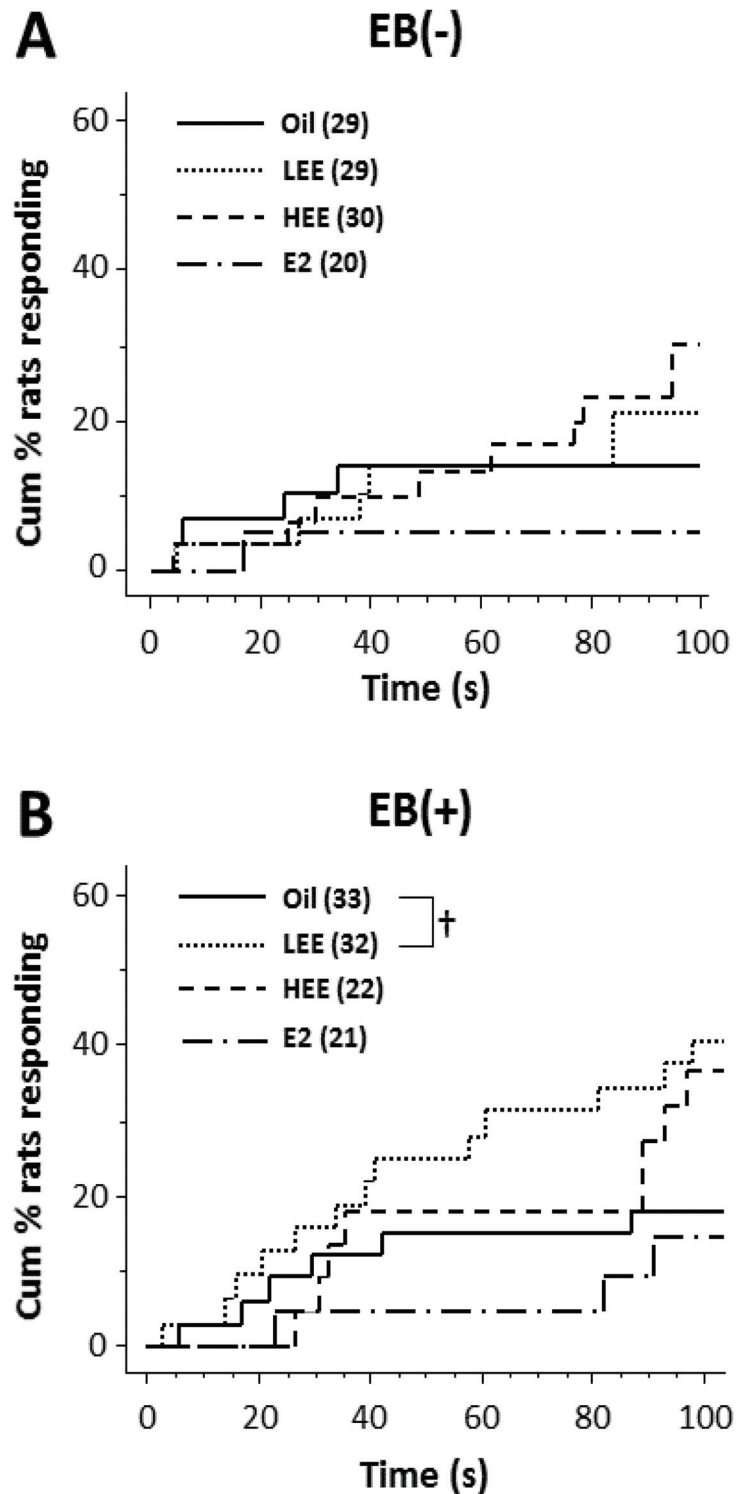 A EB(-)
Cum % rats responding
60
40
20
0
Oil (29)
LEE (29)
HEE (30)
E2 (20)
0 20 40 60 80 100
Time (s)
B EB(+)
Cum % rats responding
60
40
20
0
Oil (33)
LEE (32)
†
HEE (22)
E2 (21)
0 20 40 60 80 100
Time (s)